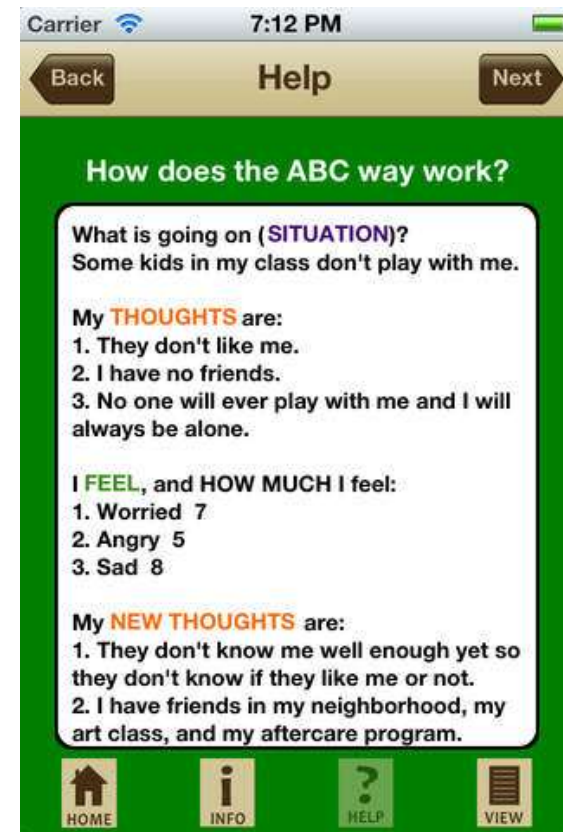 Carrier 7:12 PM
Back Help Next
How does the ABC way work?
What is going on (SITUATION)?
Some kids in my class don't play with me.
My THOUGHTS are:
1. They don't like me.
2. I have no friends.
3. No one will ever play with me and I will
always be alone.
I FEEL, and HOW MUCH I feel:
1. Worried 7
2. Angry 5
3. Sad 8
My NEW THOUGHTS are:
1. They don't know me well enough yet so
they don't know if they like me or not.
2. I have friends in my neighborhood, my
art class, and my aftercare program.
HOME INFO HELP VIEW